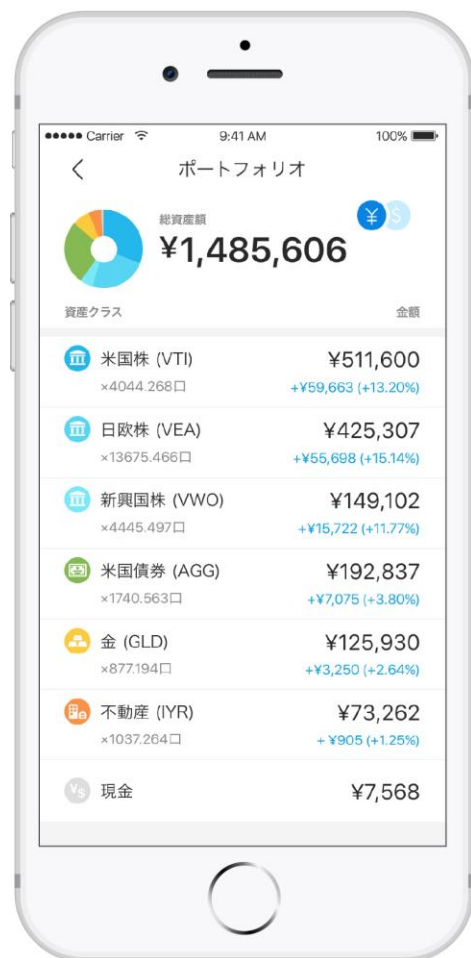 ●●●●● Carrier 9:41 AM 100%
ポートフォリオ
総資産額
¥ $
¥1,485,606
資産クラス 金額
米国株 (VTI) ¥511,600
×4044.268口 +¥59,663 (+13.20%)
日欧株 (VEA) ¥425,307
×13675.466口 +¥55,698 (+15.14%)
新興国株 (VWO) ¥149,102
×4445.497口 +¥15,722 (+11.77%)
米国債券 (AGG) ¥192,837
×1740.563口 +¥7,075 (+3.80%)
金 (GLD) ¥125,930
×877.194口 +¥3,250 (+2.64%)
不動産 (IYR) ¥73,262
×1037.264口 + ¥905 (+1.25%)
¥$ 現金 ¥7,568